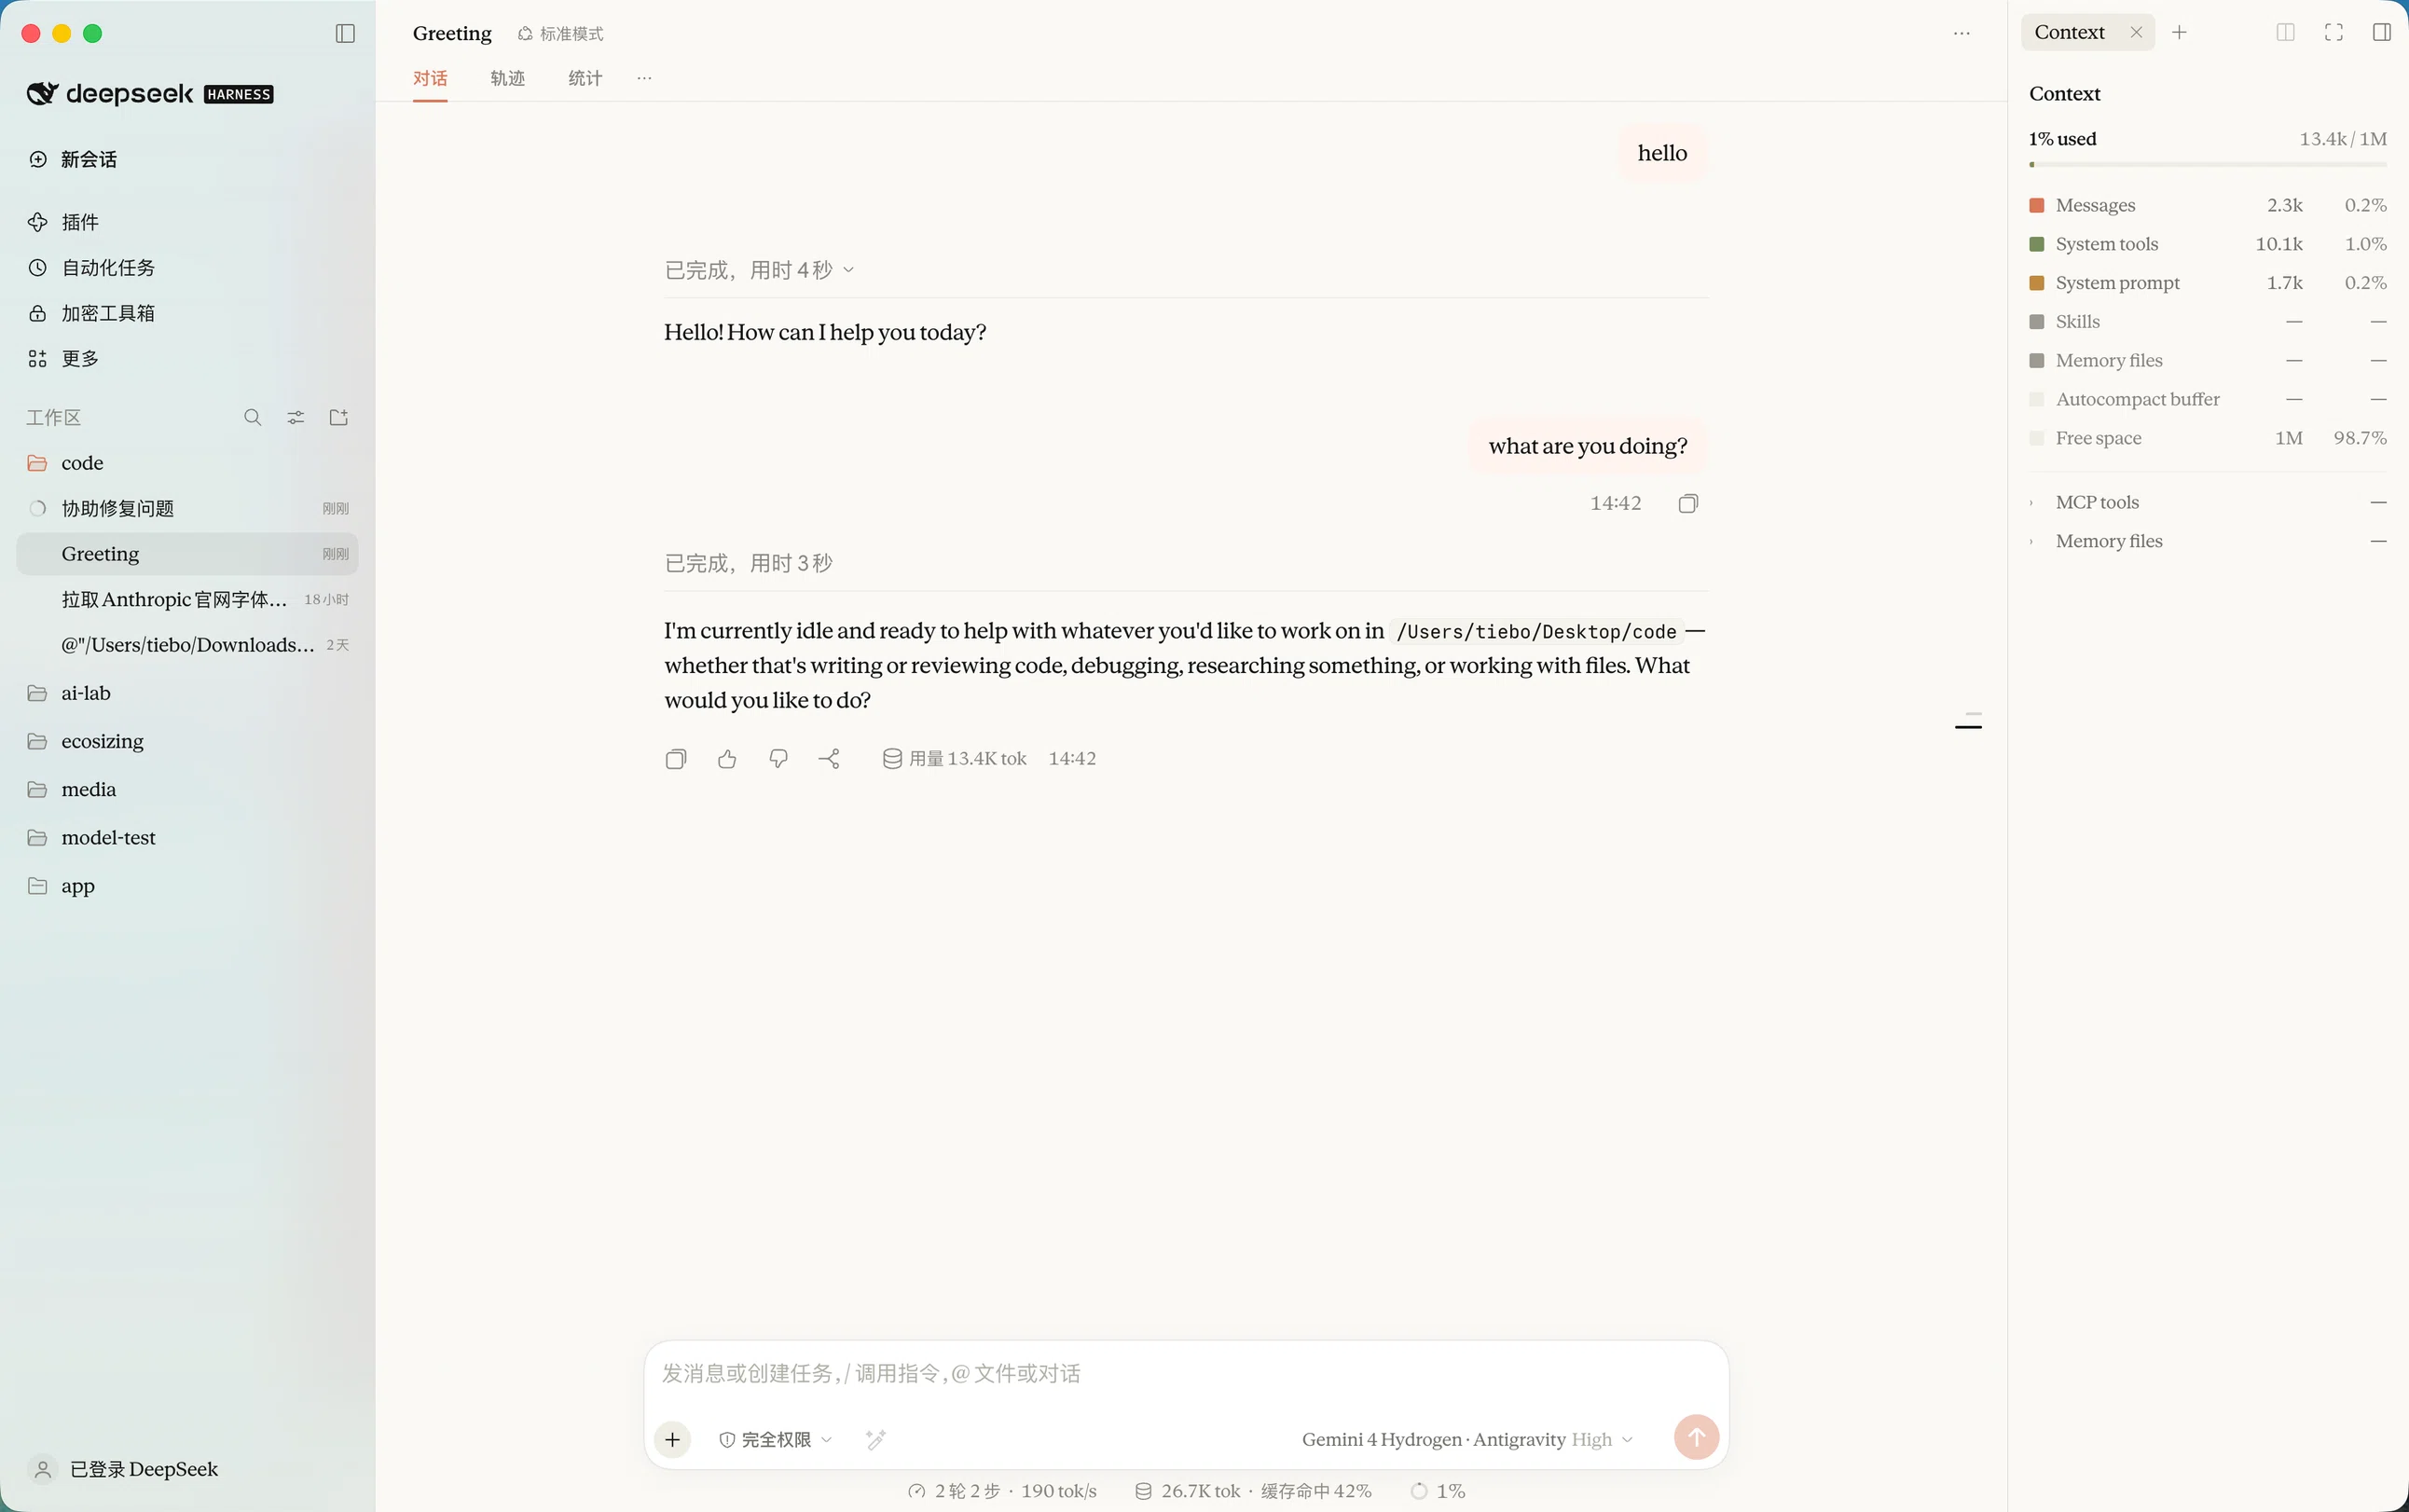 deepseek HARNESS
新会话
插件
自动化任务
加密工具箱
更多
工作区
code
协助修复问题 刚刚
Greeting 刚刚
拉取 Anthropic 官网字体... 18小时
@"/Users/tiebo/Downloads... 2天
ai-lab
ecosizing
media
model-test
app
已登录 DeepSeek
Greeting 标准模式
对话 轨迹 统计 ...
hello
已完成，用时 4秒
Hello! How can I help you today?
what are you doing?
14:42
已完成，用时 3秒
I'm currently idle and ready to help with whatever you'd like to work on in /Users/tiebo/Desktop/code —
whether that's writing or reviewing code, debugging, researching something, or working with files. What
would you like to do?
用量 13.4K tok 14:42
发消息或创建任务, / 调用指令, @ 文件或对话
完全权限
Gemini 4 Hydrogen · Antigravity High
2 轮 2 步 · 190 tok/s 26.7K tok · 缓存命中 42% 1%
Context
Context
1% used 13.4k / 1M
Messages 2.3k 0.2%
System tools 10.1k 1.0%
System prompt 1.7k 0.2%
Skills — —
Memory files — —
Autocompact buffer — —
Free space 1M 98.7%
MCP tools —
Memory files —